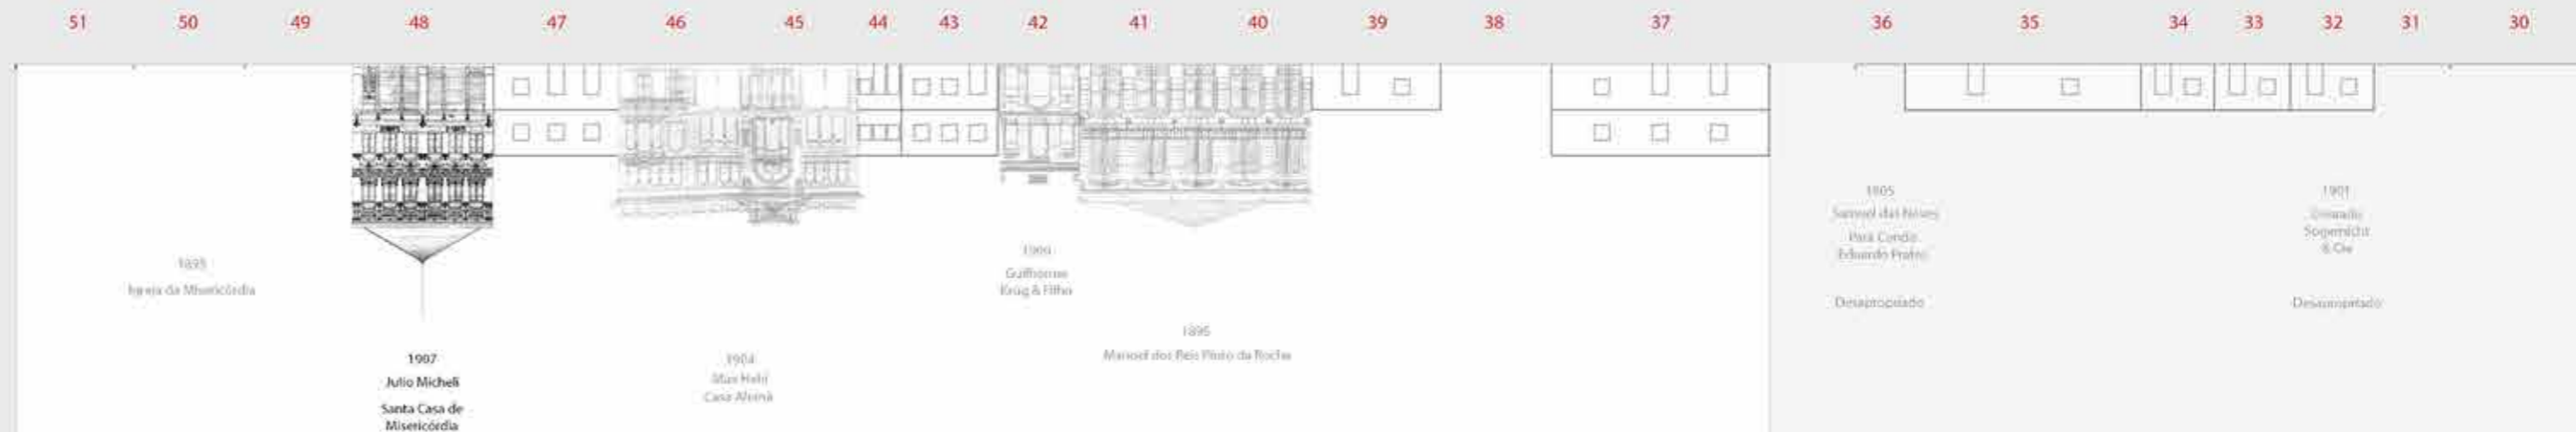 51 50 49 48 47 46 45 44 43 42 41 40 39 38 37 36 35 34 33 32 31 30
1895
Igreja da Misericórdia
1907
Julio Micheli
Santa Casa de
Misericórdia
1904
Max Hehl
Casa Alemã
Guilherme
Krug & Filho
1895
Manoel dos Reis Pinto da Rocha
1905
Samuel das Neves
Para Conde
Eduardo Prates
Desapropriado
1901
& Cie
Desapropriado